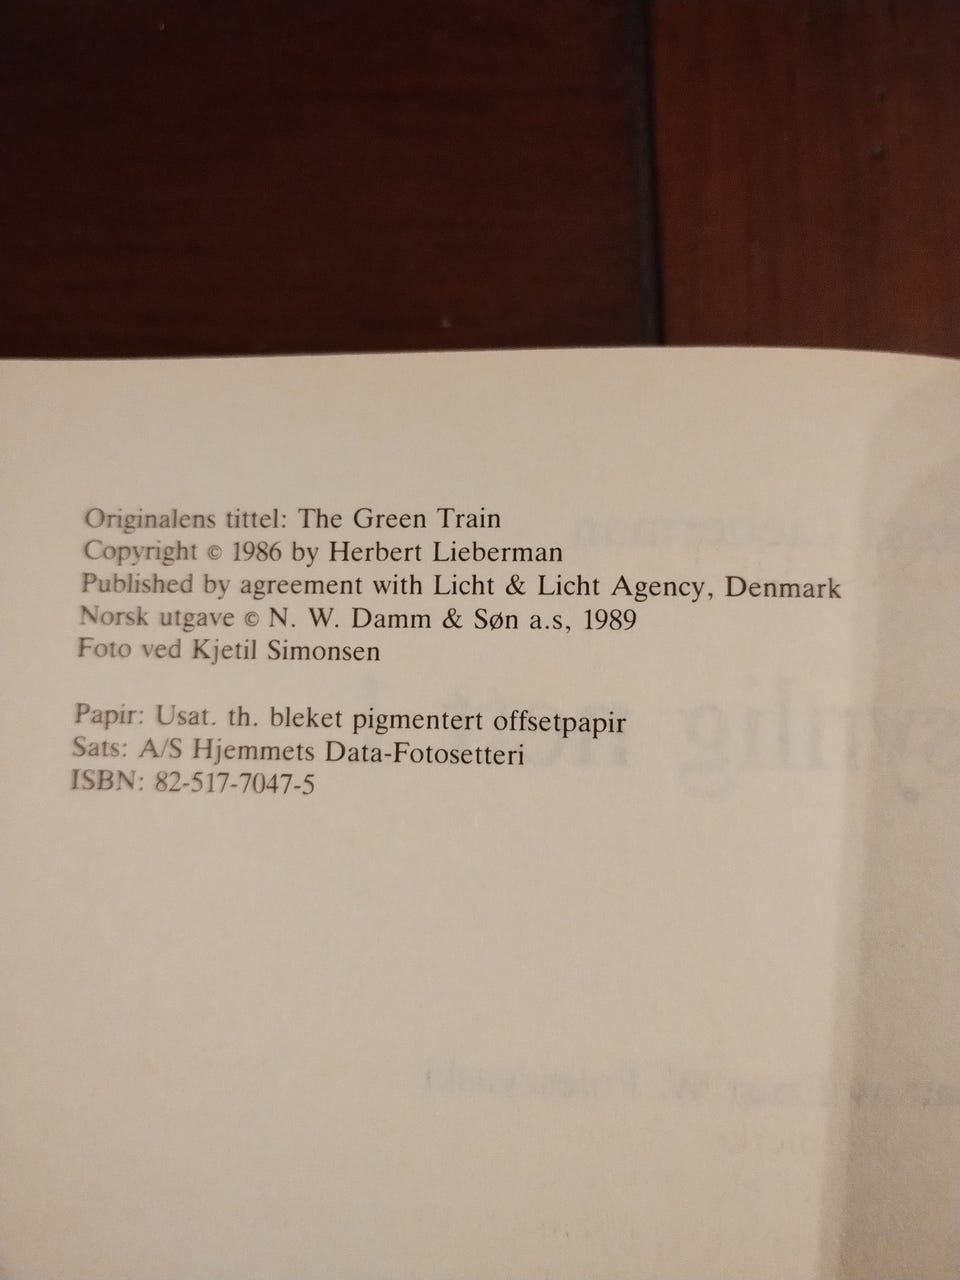 Originalens tittel: The Green Train
Copyright © 1986 by Herbert Lieberman
Published by agreement with Licht & Licht Agency, Denmark
Norsk utgave © N. W. Damm & Søn a.s, 1989
Foto ved Kjetil Simonsen
Papir: Usat. th. bleket pigmentert offsetpapir
Sats: A/S Hjemmets Data-Fotosetteri
ISBN: 82-517-7047-5